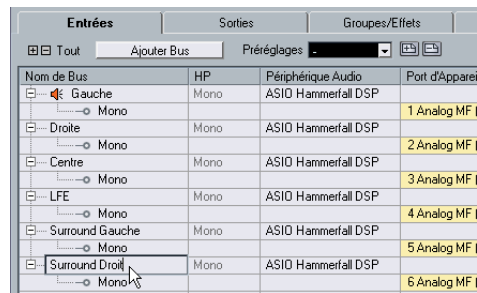 Entrées Sorties Groupes/Effets
Tout Ajouter Bus Préréglages -
Nom de Bus HP Périphérique Audio Port d'Apparei
Gauche Mono ASIO Hammerfall DSP
Mono 1 Analog MF
Droite Mono ASIO Hammerfall DSP
Mono 2 Analog MF
Centre Mono ASIO Hammerfall DSP
Mono 3 Analog MF
LFE Mono ASIO Hammerfall DSP
Mono 4 Analog MF
Surround Gauche Mono ASIO Hammerfall DSP
Mono 5 Analog MF
Surround Droit Mono ASIO Hammerfall DSP
Mono 6 Analog MF